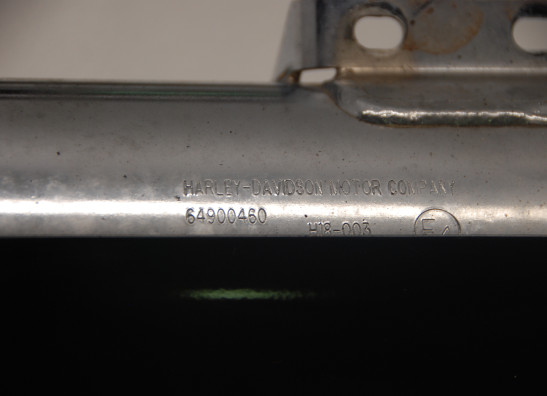 HARLEY-DAVIDSON MOTOR COMPANY
64900460 H18-003